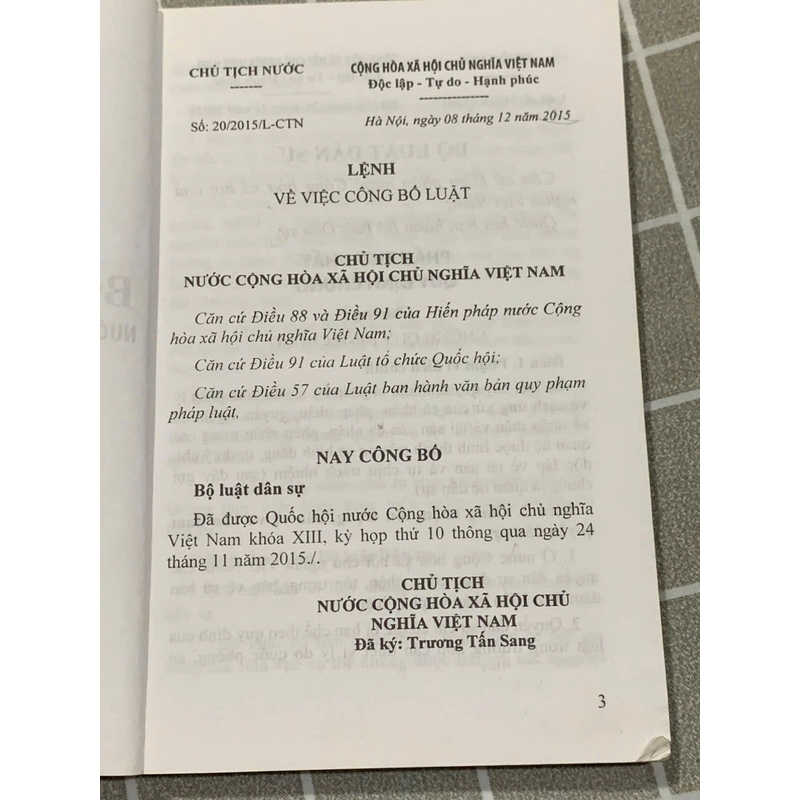 CHỦ TỊCH NƯỚC
-------
CỘNG HÒA XÃ HỘI CHỦ NGHĨA VIỆT NAM
Độc lập - Tự do - Hạnh phúc
---------------
Số: 20/2015/L-CTN
Hà Nội, ngày 08 tháng 12 năm 2015
LỆNH
VỀ VIỆC CÔNG BỐ LUẬT
CHỦ TỊCH
NƯỚC CỘNG HÒA XÃ HỘI CHỦ NGHĨA VIỆT NAM
Căn cứ Điều 88 và Điều 91 của Hiến pháp nước Cộng
hòa xã hội chủ nghĩa Việt Nam;
Căn cứ Điều 91 của Luật tổ chức Quốc hội;
Căn cứ Điều 57 của Luật ban hành văn bản quy phạm
pháp luật,
NAY CÔNG BỐ
Bộ luật dân sự
Đã được Quốc hội nước Cộng hòa xã hội chủ nghĩa
Việt Nam khóa XIII, kỳ họp thứ 10 thông qua ngày 24
tháng 11 năm 2015./.
CHỦ TỊCH
NƯỚC CỘNG HÒA XÃ HỘI CHỦ
NGHĨA VIỆT NAM
Đã ký: Trương Tấn Sang
3